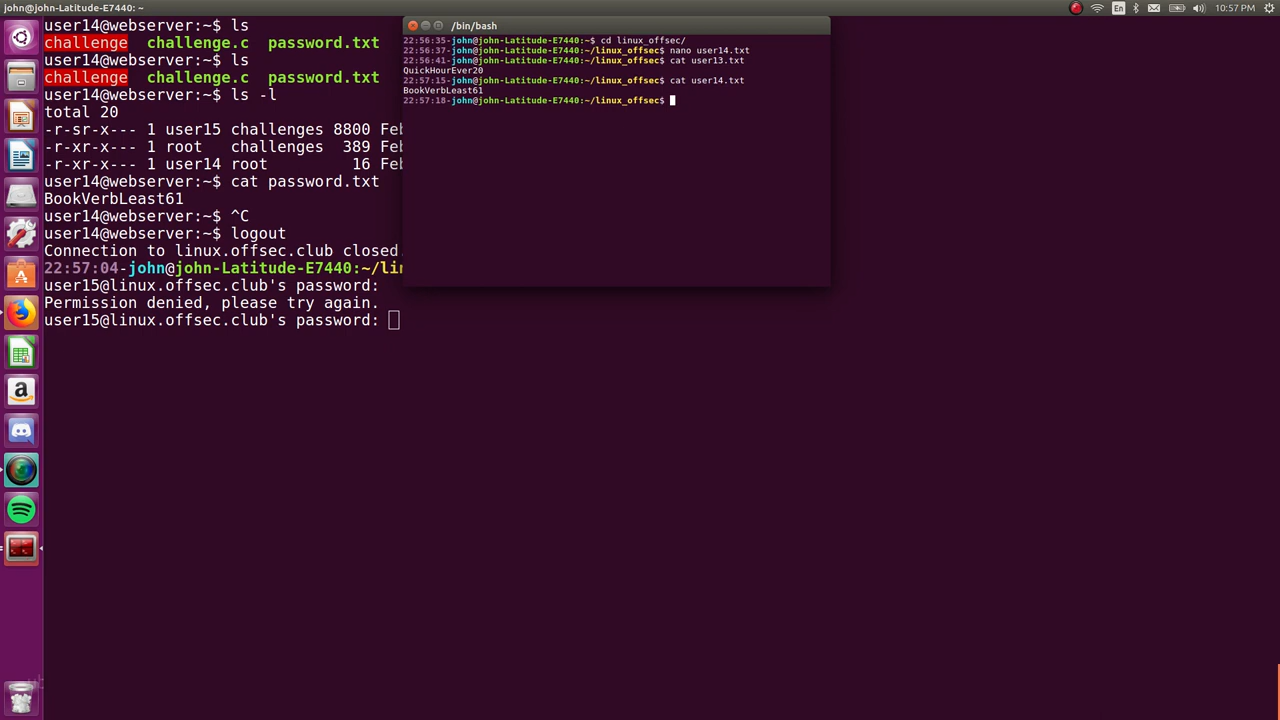 john@john-Latitude-E7440: ~
En
10:57 PM
user14@webserver:~$ ls
challenge  challenge.c  password.txt
user14@webserver:~$ ls
challenge  challenge.c  password.txt
user14@webserver:~$ ls -l
total 20
-r-sr-x--- 1 user15 challenges 8800 Feb
-r-xr-x--- 1 root   challenges  389 Feb
-r-xr-x--- 1 user14 root         16 Feb
user14@webserver:~$ cat password.txt
BookVerbLeast61
user14@webserver:~$ ^C
user14@webserver:~$ logout
Connection to linux.offsec.club closed.
22:57:04-john@john-Latitude-E7440:~/lin
user15@linux.offsec.club's password:
Permission denied, please try again.
user15@linux.offsec.club's password:
/bin/bash
22:56:35-john@john-Latitude-E7440:~$ cd linux_offsec/
22:56:37-john@john-Latitude-E7440:~/linux_offsec$ nano user14.txt
22:56:41-john@john-Latitude-E7440:~/linux_offsec$ cat user13.txt
QuickHourEver20
22:57:15-john@john-Latitude-E7440:~/linux_offsec$ cat user14.txt
BookVerbLeast61
22:57:18-john@john-Latitude-E7440:~/linux_offsec$